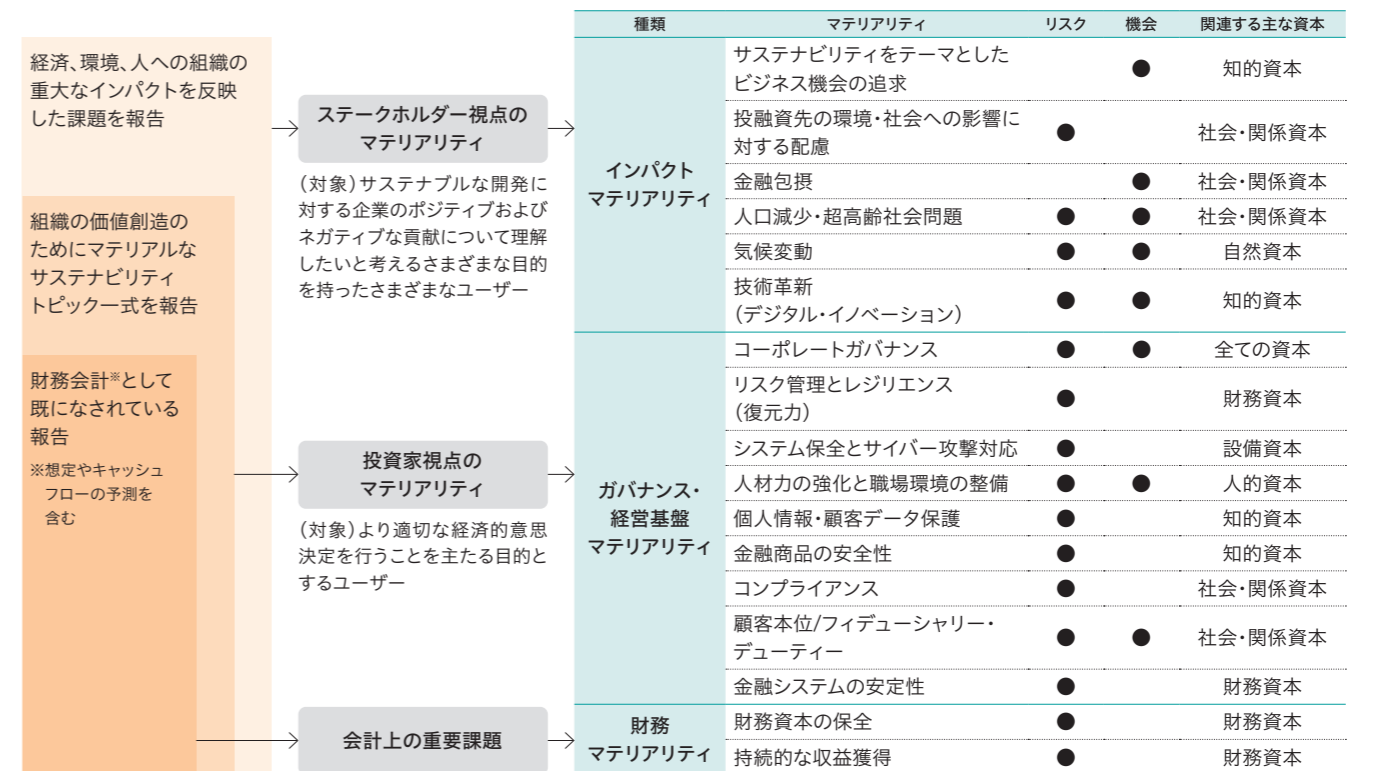 経済、環境、人への組織の
重大なインパクトを反映
した課題を報告
組織の価値創造の
ためにマテリアルな
サステナビリティ
トピック一式を報告
財務会計※として
既になされている
報告
※想定やキャッシュ
フローの予測を
含む
ステークホルダー視点の
マテリアリティ
（対象）サステナブルな開発に
対する企業のポジティブおよび
ネガティブな貢献について理解
したいと考えるさまざまな目的
を持ったさまざまなユーザー
投資家視点の
マテリアリティ
（対象）より適切な経済的意思
決定を行うことを主たる目的と
するユーザー
会計上の重要課題
種類 マテリアリティ リスク 機会 関連する主な資本
インパクト
マテリアリティ
サステナビリティをテーマとした
ビジネス機会の追求
● 知的資本
投融資先の環境・社会への影響に
対する配慮
● 社会・関係資本
金融包摂 ● 社会・関係資本
人口減少・超高齢社会問題 ● ● 社会・関係資本
気候変動 ● ● 自然資本
技術革新
（デジタル・イノベーション）
● ● 知的資本
ガバナンス・
経営基盤
マテリアリティ
コーポレートガバナンス ● ● 全ての資本
リスク管理とレジリエンス
（復元力）
● 財務資本
システム保全とサイバー攻撃対応 ● 設備資本
人材力の強化と職場環境の整備 ● ● 人的資本
個人情報・顧客データ保護 ● 知的資本
金融商品の安全性 ● 知的資本
コンプライアンス ● 社会・関係資本
顧客本位/フィデューシャリー・
デューティー
● ● 社会・関係資本
金融システムの安定性 ● 財務資本
財務
マテリアリティ
財務資本の保全 ● 財務資本
持続的な収益獲得 ● 財務資本